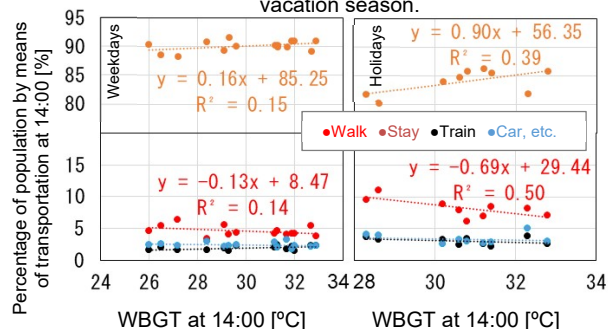 vacation season.
Percentage of population by means
of transportation at 14:00 [%]
95
90
85
80
15
10
5
0
Weekdays
y = 0.16x + 85.25
R² = 0.15
y = −0.13x + 8.47
R² = 0.14
24 26 28 30 32 34
WBGT at 14:00 [ºC]
Holidays
y = 0.90x + 56.35
R² = 0.39
Walk Stay Train Car, etc.
y = −0.69x + 29.44
R² = 0.50
28 30 32 34
WBGT at 14:00 [ºC]